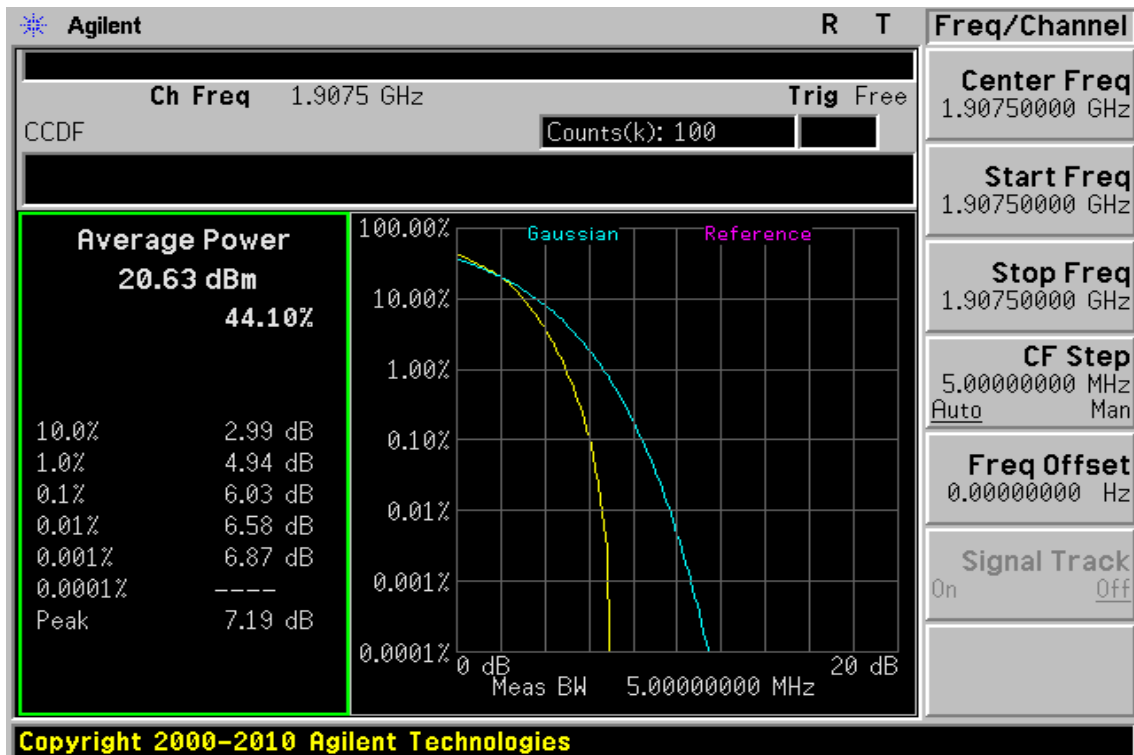 Agilent R T Freq/Channel
Ch Freq 1.9075 GHz Trig Free
CCDF Counts(k): 100
Average Power
20.63 dBm
44.10%
10.0% 2.99 dB
1.0% 4.94 dB
0.1% 6.03 dB
0.01% 6.58 dB
0.001% 6.87 dB
0.0001% ----
Peak 7.19 dB
Gaussian Reference
100.00%
10.00%
1.00%
0.10%
0.01%
0.001%
0.0001%
0 dB 20 dB
Meas BW 5.00000000 MHz
Center Freq
1.90750000 GHz
Start Freq
1.90750000 GHz
Stop Freq
1.90750000 GHz
CF Step
5.00000000 MHz
Auto Man
Freq Offset
0.00000000 Hz
Signal Track
On Off
Copyright 2000-2010 Agilent Technologies